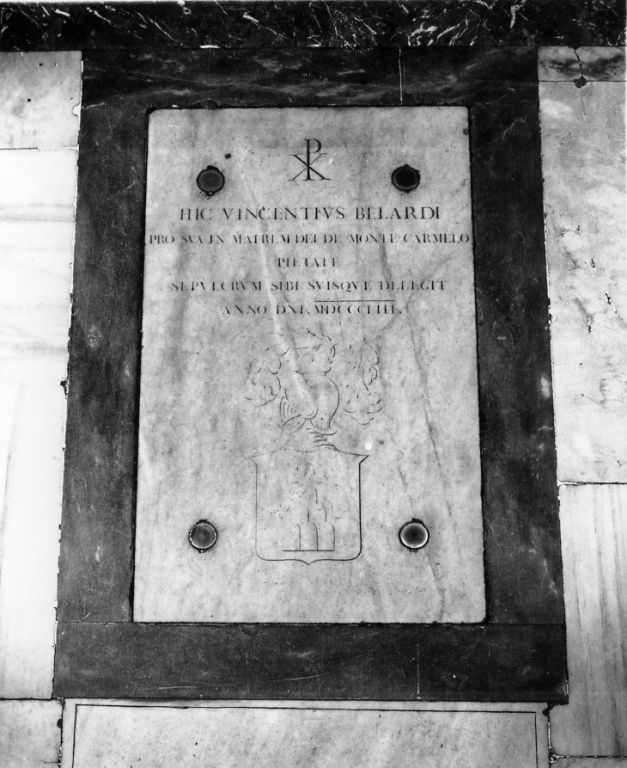 ☧
HIC VINCENTIVS BELARDI
PRO SVA IN MATREM DEI DE MONTE CARMELO
PIETATE
SEPVLCRVM SIBI SVISQVE DELEGIT
ANNO DNI. MDCCCLIII.